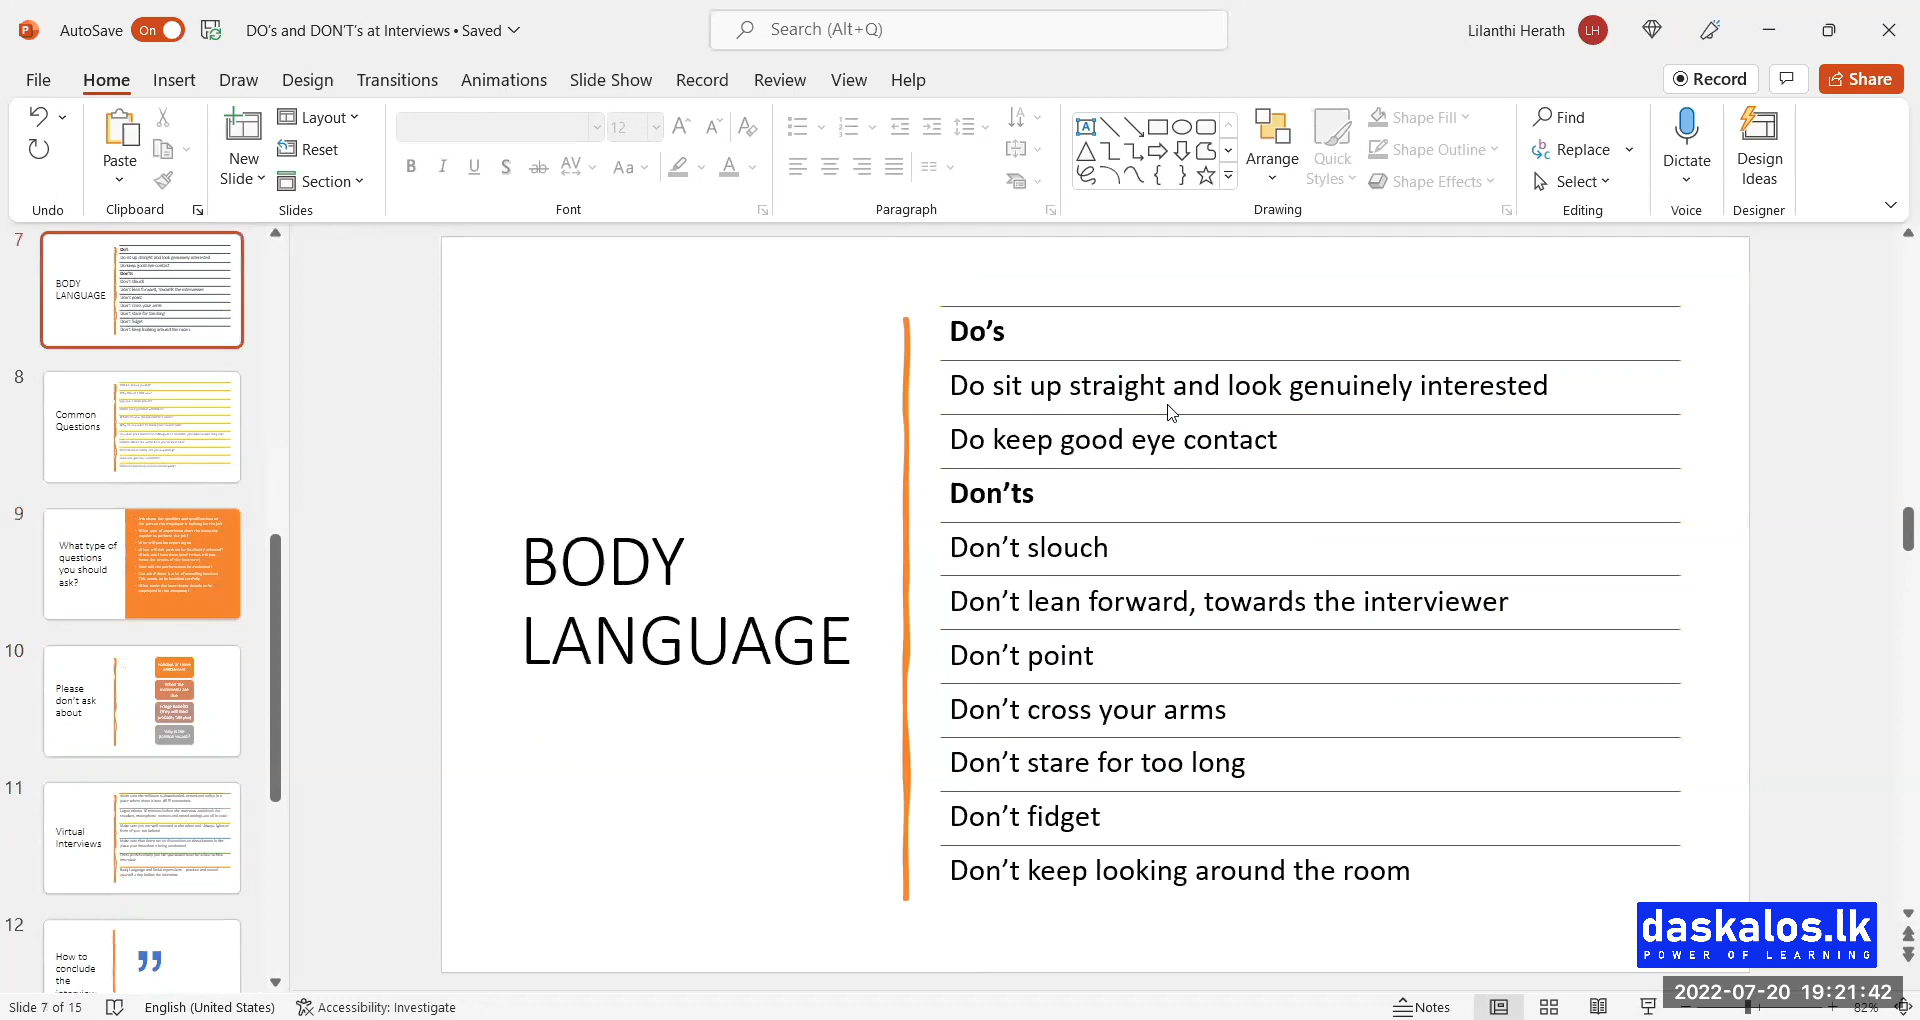 AutoSave On DO’s and DON'T's at Interviews • Saved Search (Alt+Q) Lilanthi Herath LH
File Home Insert Draw Design Transitions Animations Slide Show Record Review View Help Record Share
Paste
New
Slide
Layout
Reset
Section
12
Arrange
Quick
Styles
Shape Fill
Shape Outline
Shape Effects
Find
Replace
Select
Dictate
Design
Ideas
Undo Clipboard Slides Font Paragraph Drawing Editing Voice Designer
7
BODY
LANGUAGE
8
Common
Questions
9
What type of
questions
you should
ask?
10
Please
don't ask
about
11
Virtual
Interviews
12
How to
conclude
the
BODY
LANGUAGE
Do’s
Do sit up straight and look genuinely interested
Do keep good eye contact
Don’ts
Don’t slouch
Don’t lean forward, towards the interviewer
Don’t point
Don’t cross your arms
Don’t stare for too long
Don’t fidget
Don’t keep looking around the room
daskalos.lk
POWER OF LEARNING
2022-07-20 19:21:42
Slide 7 of 15 English (United States) Accessibility: Investigate Notes 82%